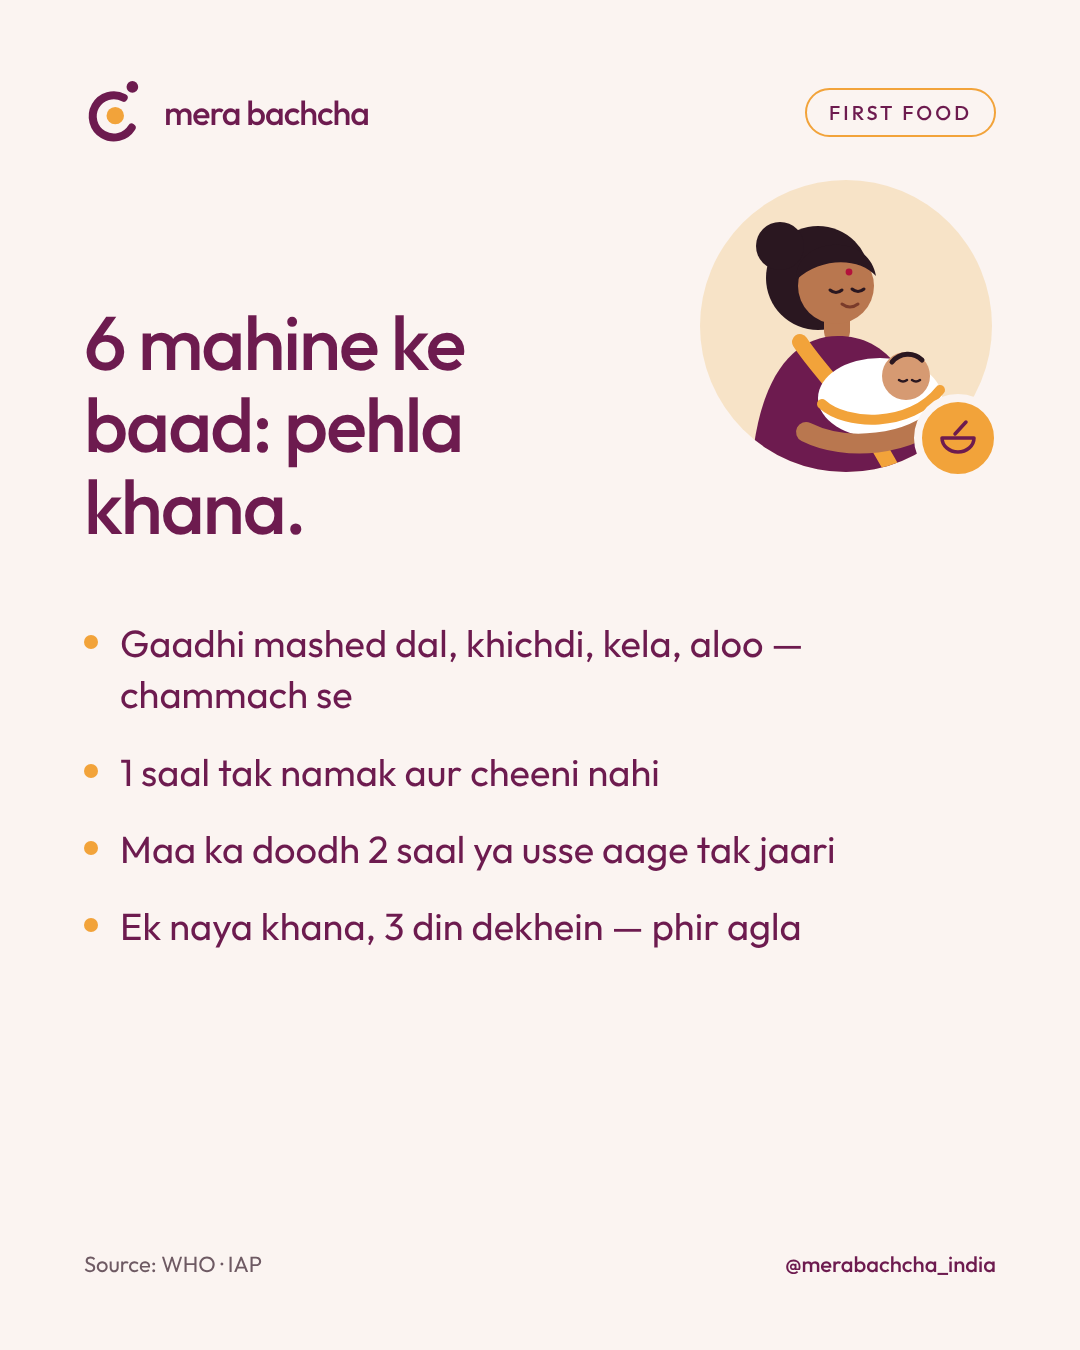 mera bachcha
FIRST FOOD
6 mahine ke
baad: pehla
khana.
Gaadhi mashed dal, khichdi, kela, aloo —
chammach se
1 saal tak namak aur cheeni nahi
Maa ka doodh 2 saal ya usse aage tak jaari
Ek naya khana, 3 din dekhein — phir agla
Source: WHO · IAP
@merabachcha_india